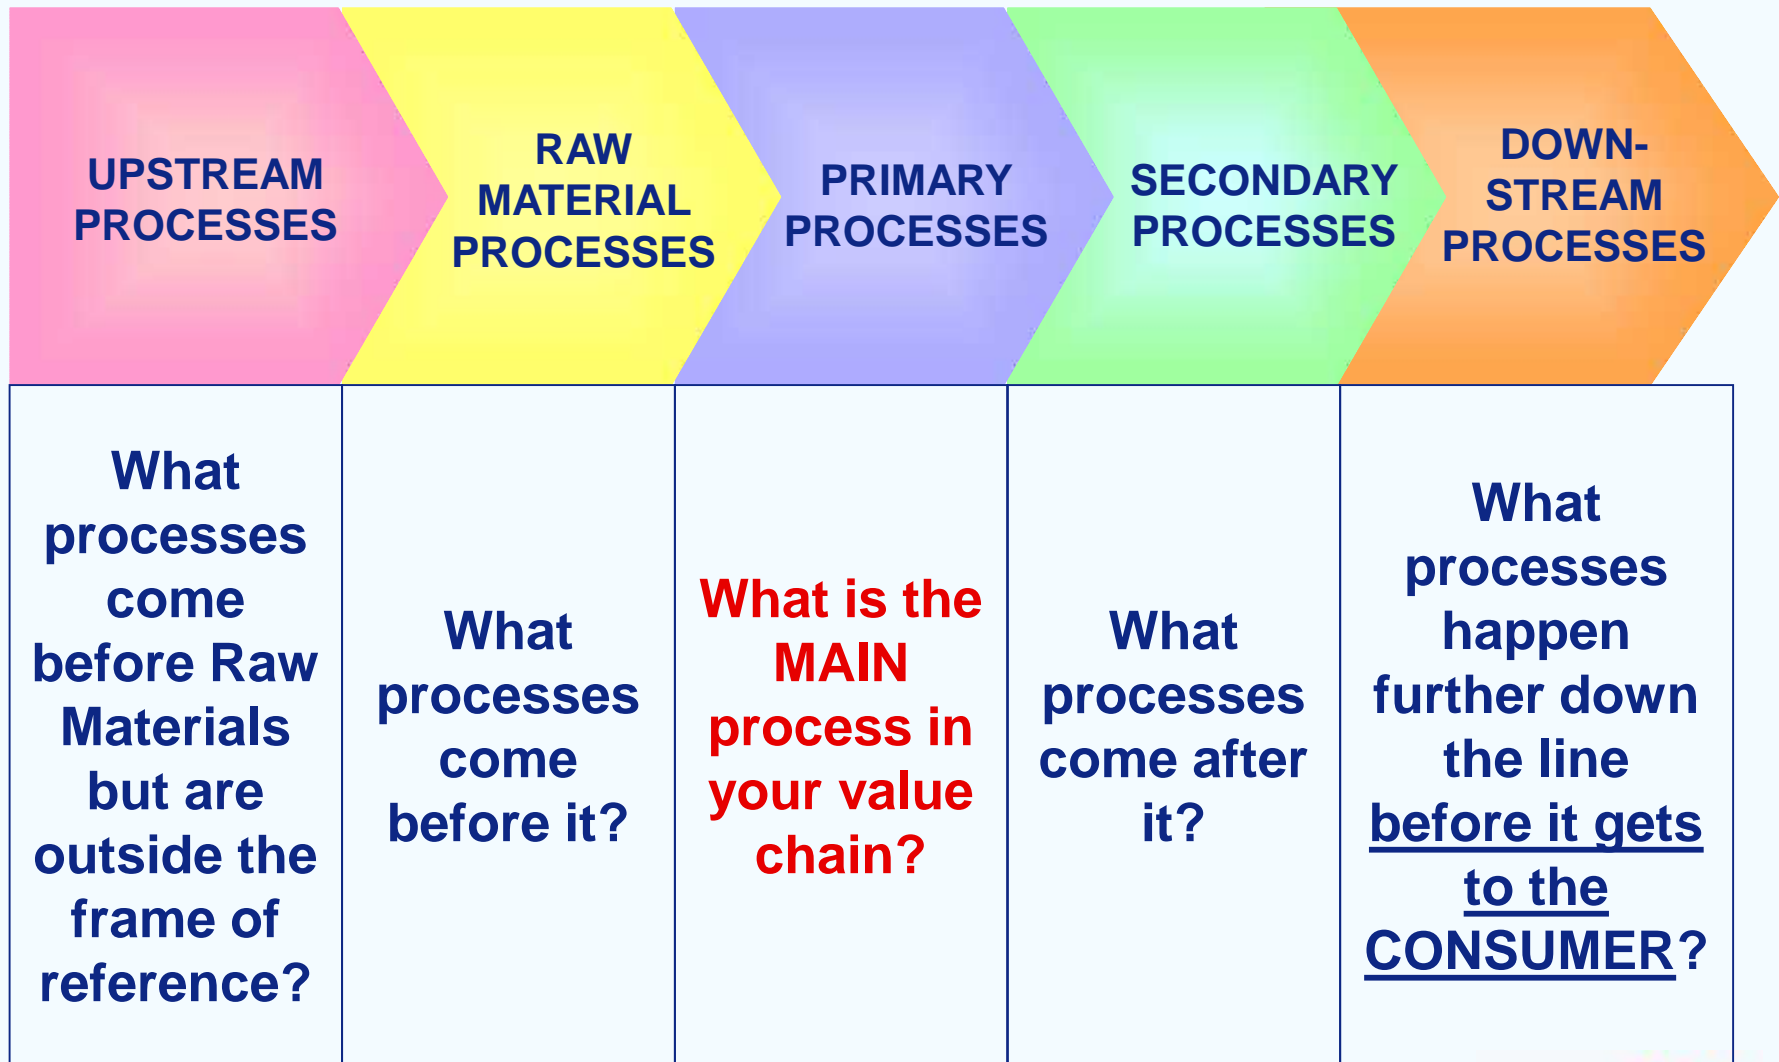 UPSTREAM
PROCESSES
RAW
MATERIAL
PROCESSES
PRIMARY
PROCESSES
SECONDARY
PROCESSES
DOWN-
STREAM
PROCESSES
What
processes
come
before Raw
Materials
but are
outside the
frame of
reference?
What
processes
come
before it?
What is the
MAIN
process in
your value
chain?
What
processes
come after
it?
What
processes
happen
further down
the line
before it gets
to the
CONSUMER?